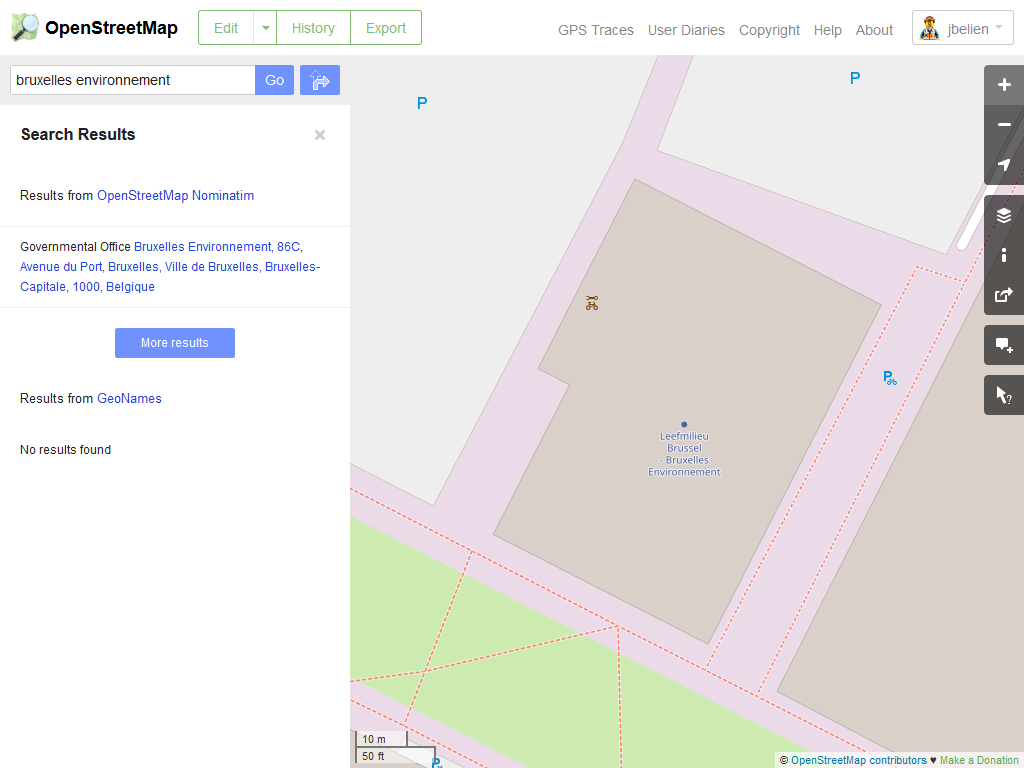 OpenStreetMap
Edit
History
Export
GPS Traces
User Diaries
Copyright
Help
About
jbelien
bruxelles environnement
Go
Search Results
×
Results from OpenStreetMap Nominatim
Governmental Office Bruxelles Environnement, 86C,
Avenue du Port, Bruxelles, Ville de Bruxelles, Bruxelles-
Capitale, 1000, Belgique
More results
Results from GeoNames
No results found
P
P
P
Leefmilieu
Brussel
- Bruxelles
Environnement
P
10 m
50 ft
© OpenStreetMap contributors ♥ Make a Donation